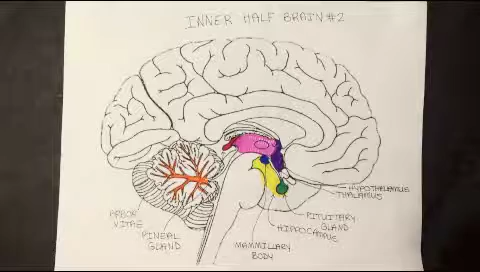 INNER HALF BRAIN #2
HYPOTHALAMUS
THALAMUS
ARBOR
VITAE
PITUITARY
GLAND
PINEAL
GLAND
HIPPOCAMPUS
MAMMILLARY
BODY